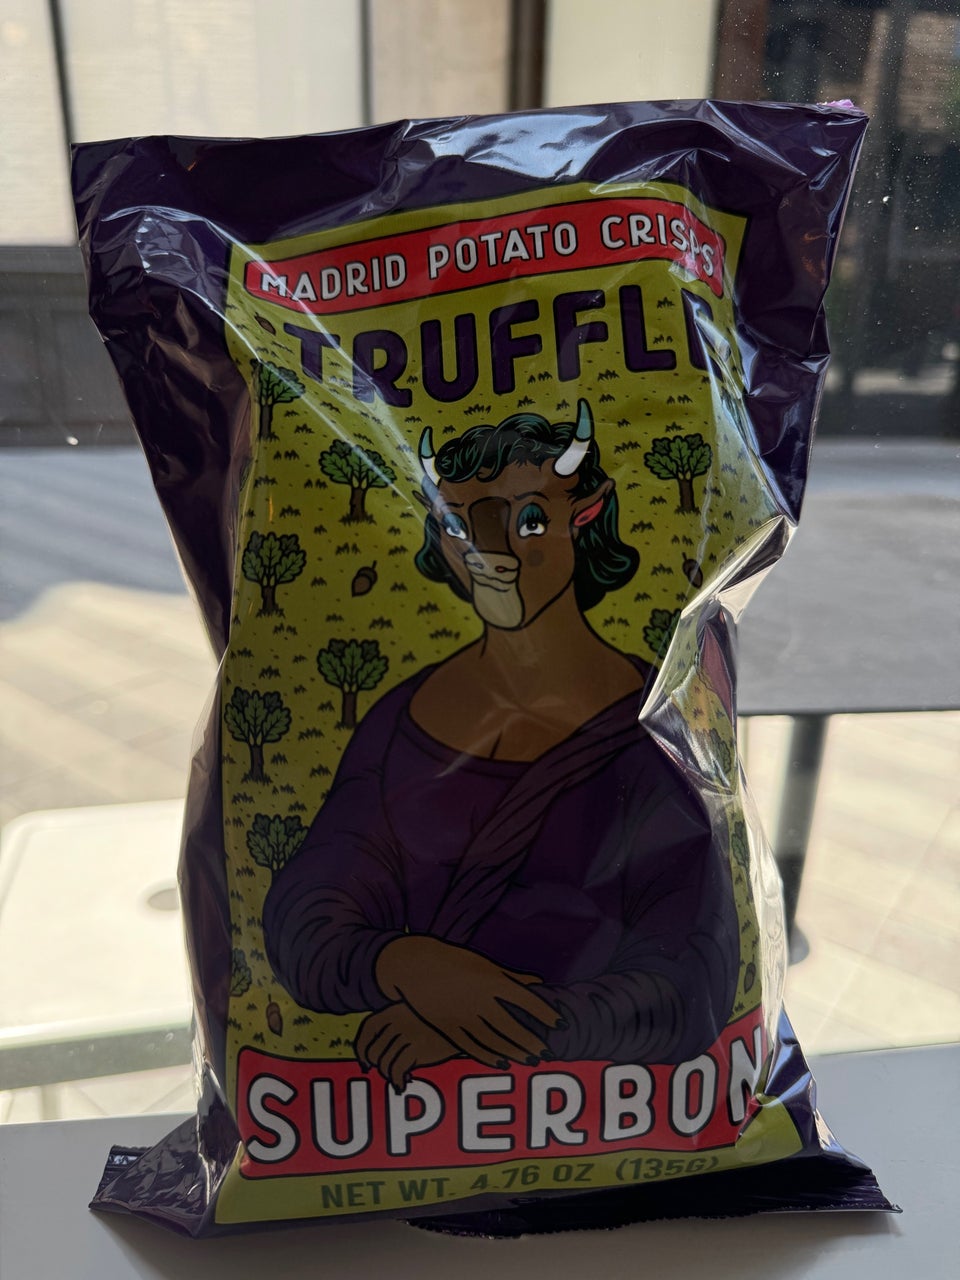 MADRID POTATO CRISPS
TRUFFLE
SUPERBON
NET WT. 4.76 OZ (135G)